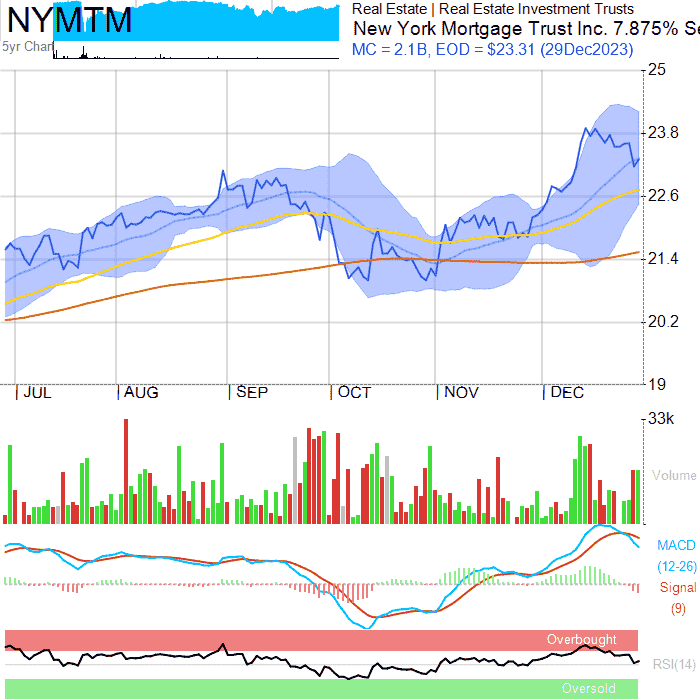 NYMTM
Real Estate | Real Estate Investment Trusts
New York Mortgage Trust Inc. 7.875% Se
MC = 2.1B, EOD = $23.31 (29Dec2023)
5yr Chart
25
23.8
22.6
21.4
20.2
19
JUL AUG SEP OCT NOV DEC
33k
Volume
MACD
(12-26)
Signal
(9)
Overbought
RSI(14)
Oversold